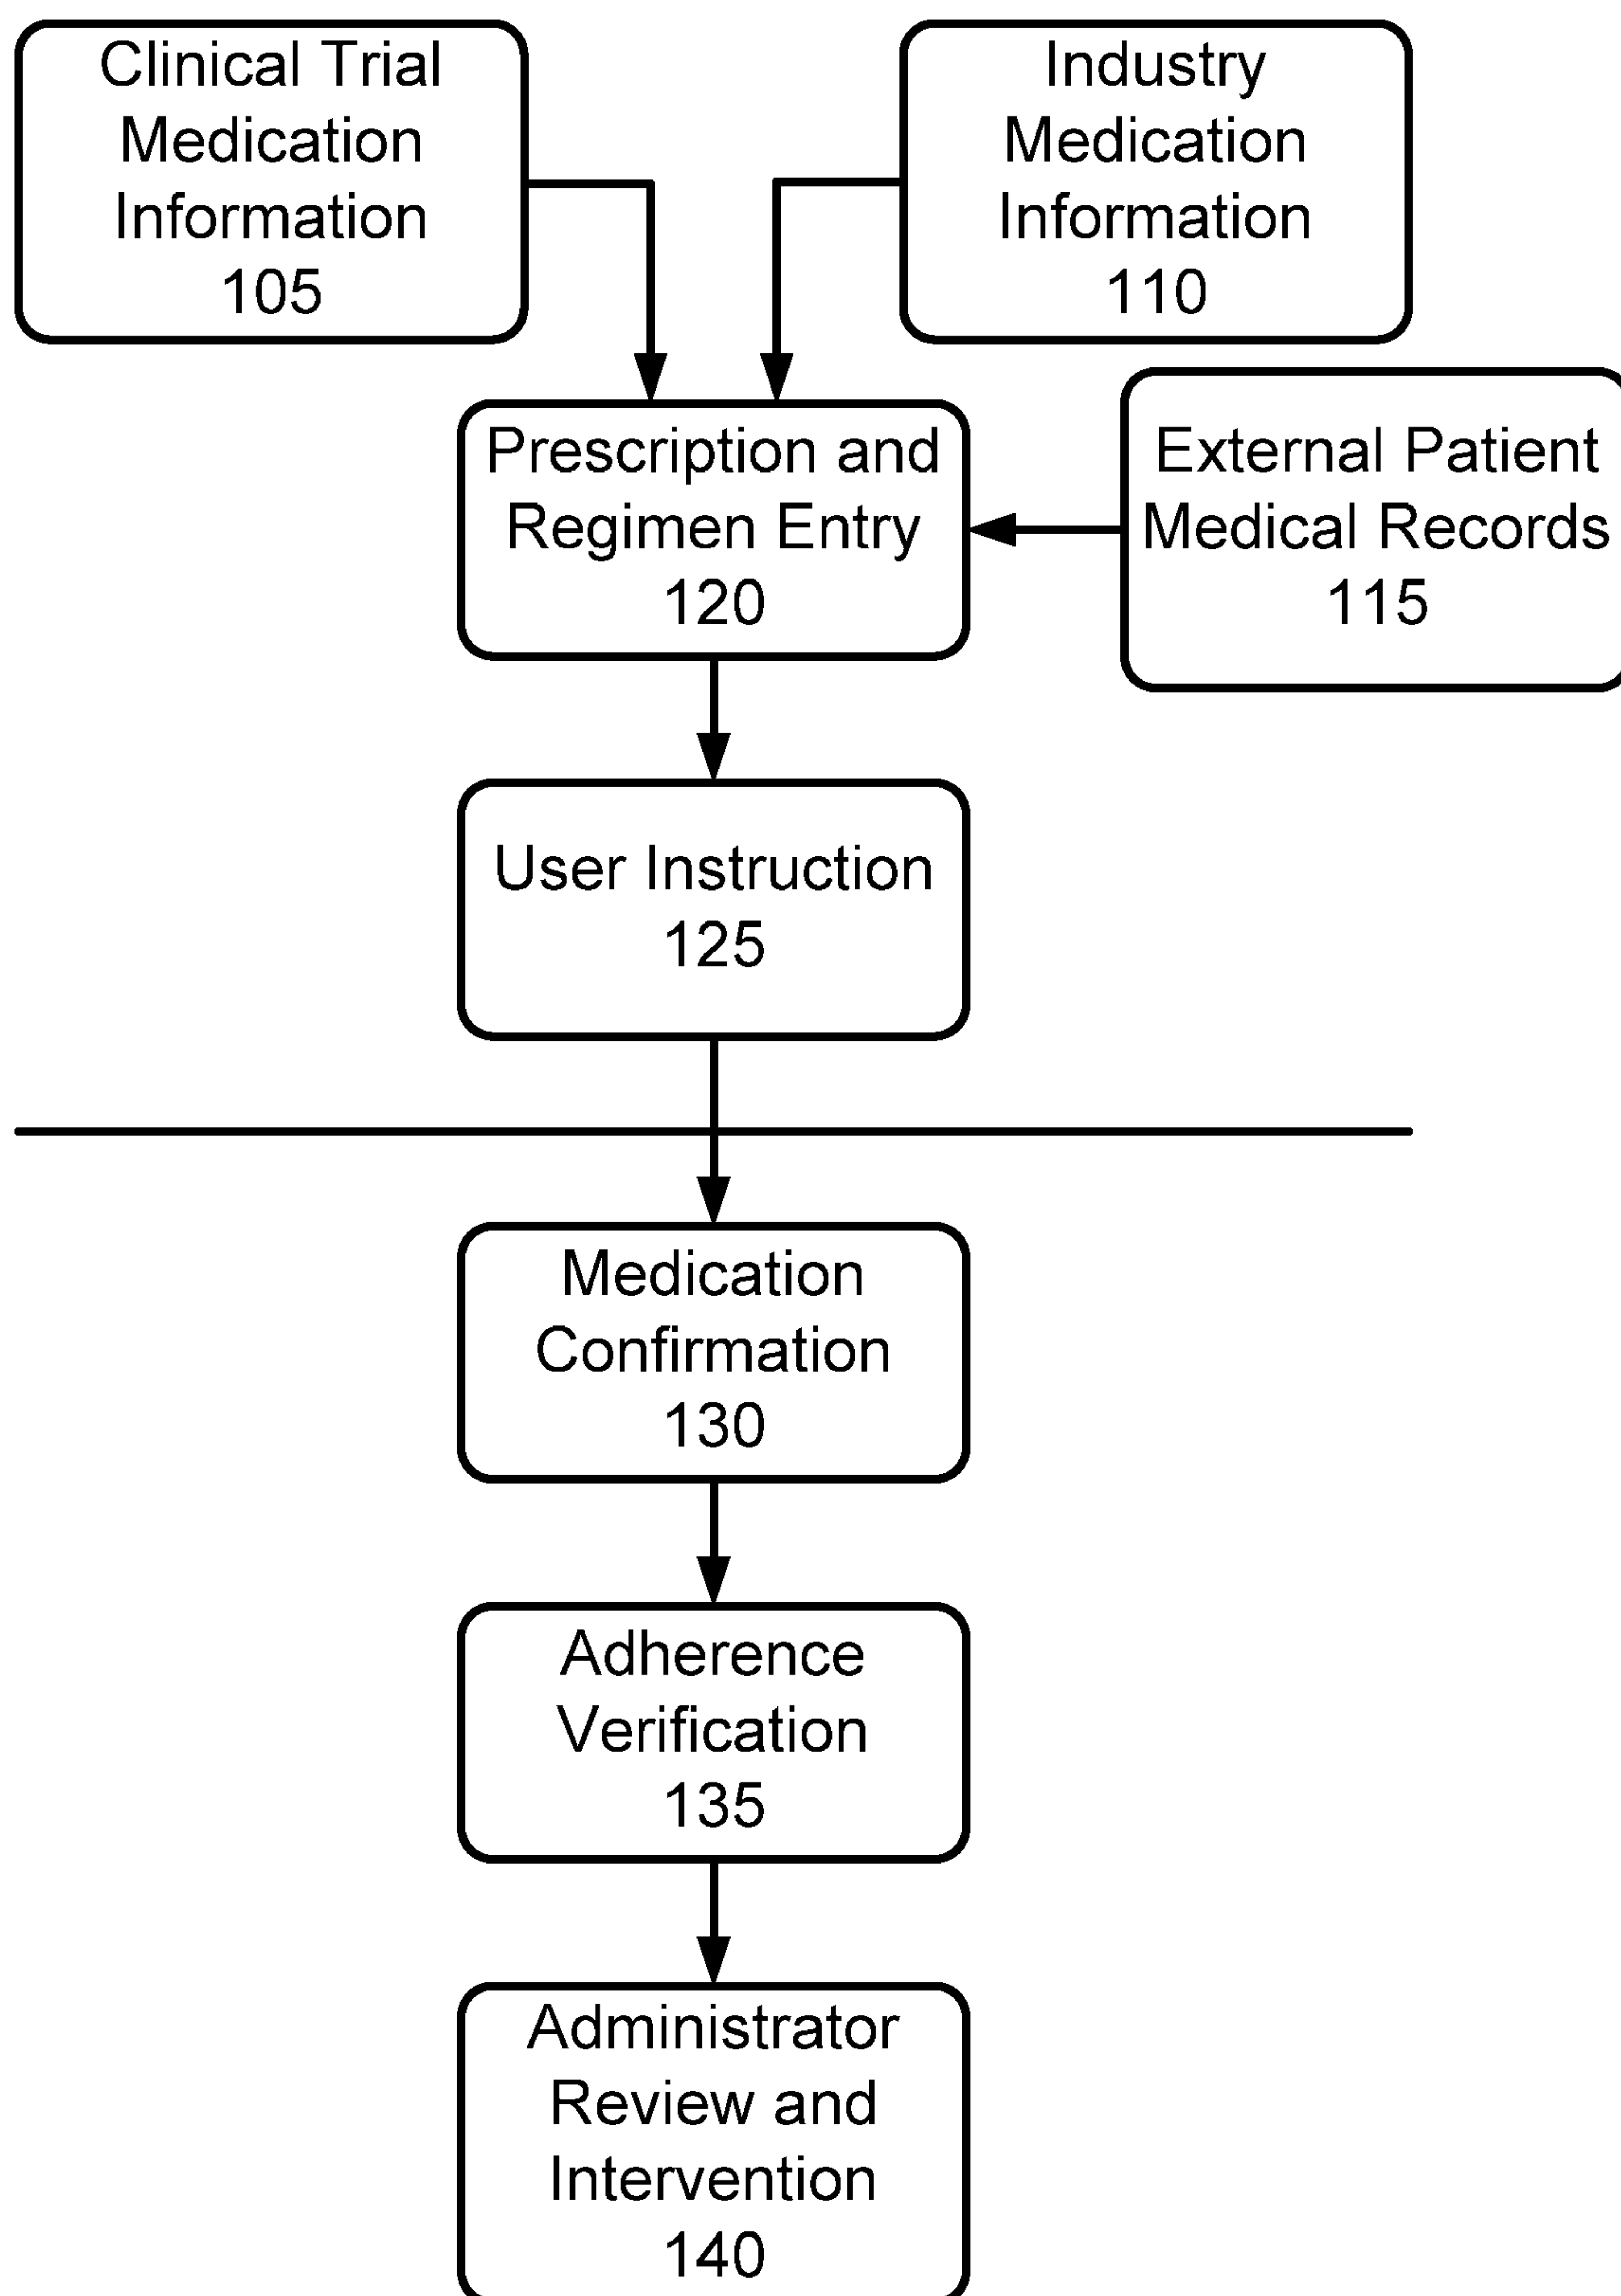 Clinical Trial
Medication
Information
105
Industry
Medication
Information
110
Prescription and
Regimen Entry
120
External Patient
Medical Records
115
User Instruction
125
Medication
Confirmation
130
Adherence
Verification
135
Administrator
Review and
Intervention
140